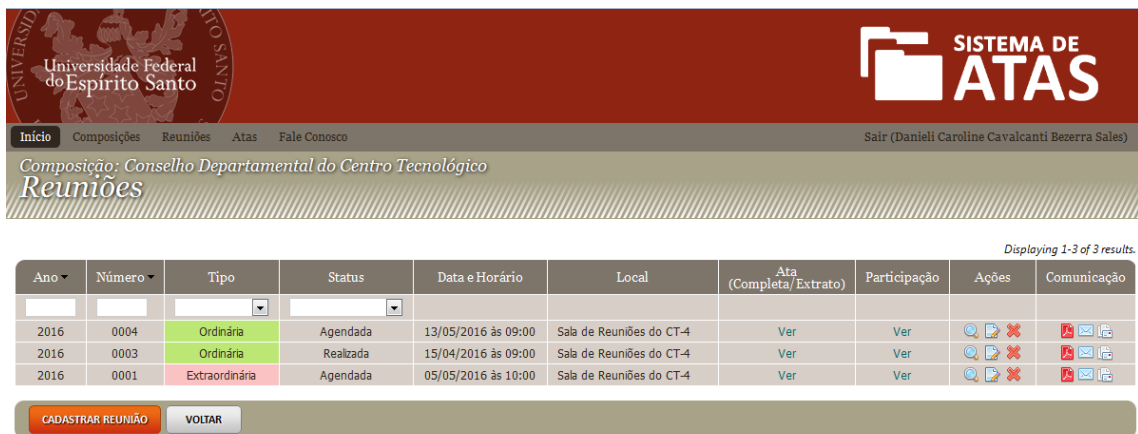 UNIVERSIDADE
ESPÍRITO SANTO
Universidade Federal
do Espírito Santo
SISTEMA DE
ATAS
Início Composições Reuniões Atas Fale Conosco Sair (Danieli Caroline Cavalcanti Bezerra Sales)
Composição: Conselho Departamental do Centro Tecnológico
Reuniões
Displaying 1-3 of 3 results.
Ano Número Tipo Status Data e Horário Local Ata (Completa/Extrato) Participação Ações Comunicação
2016 0004 Ordinária Agendada 13/05/2016 às 09:00 Sala de Reuniões do CT-4 Ver Ver
2016 0003 Ordinária Realizada 15/04/2016 às 09:00 Sala de Reuniões do CT-4 Ver Ver
2016 0001 Extraordinária Agendada 05/05/2016 às 10:00 Sala de Reuniões do CT-4 Ver Ver
CADASTRAR REUNIÃO VOLTAR